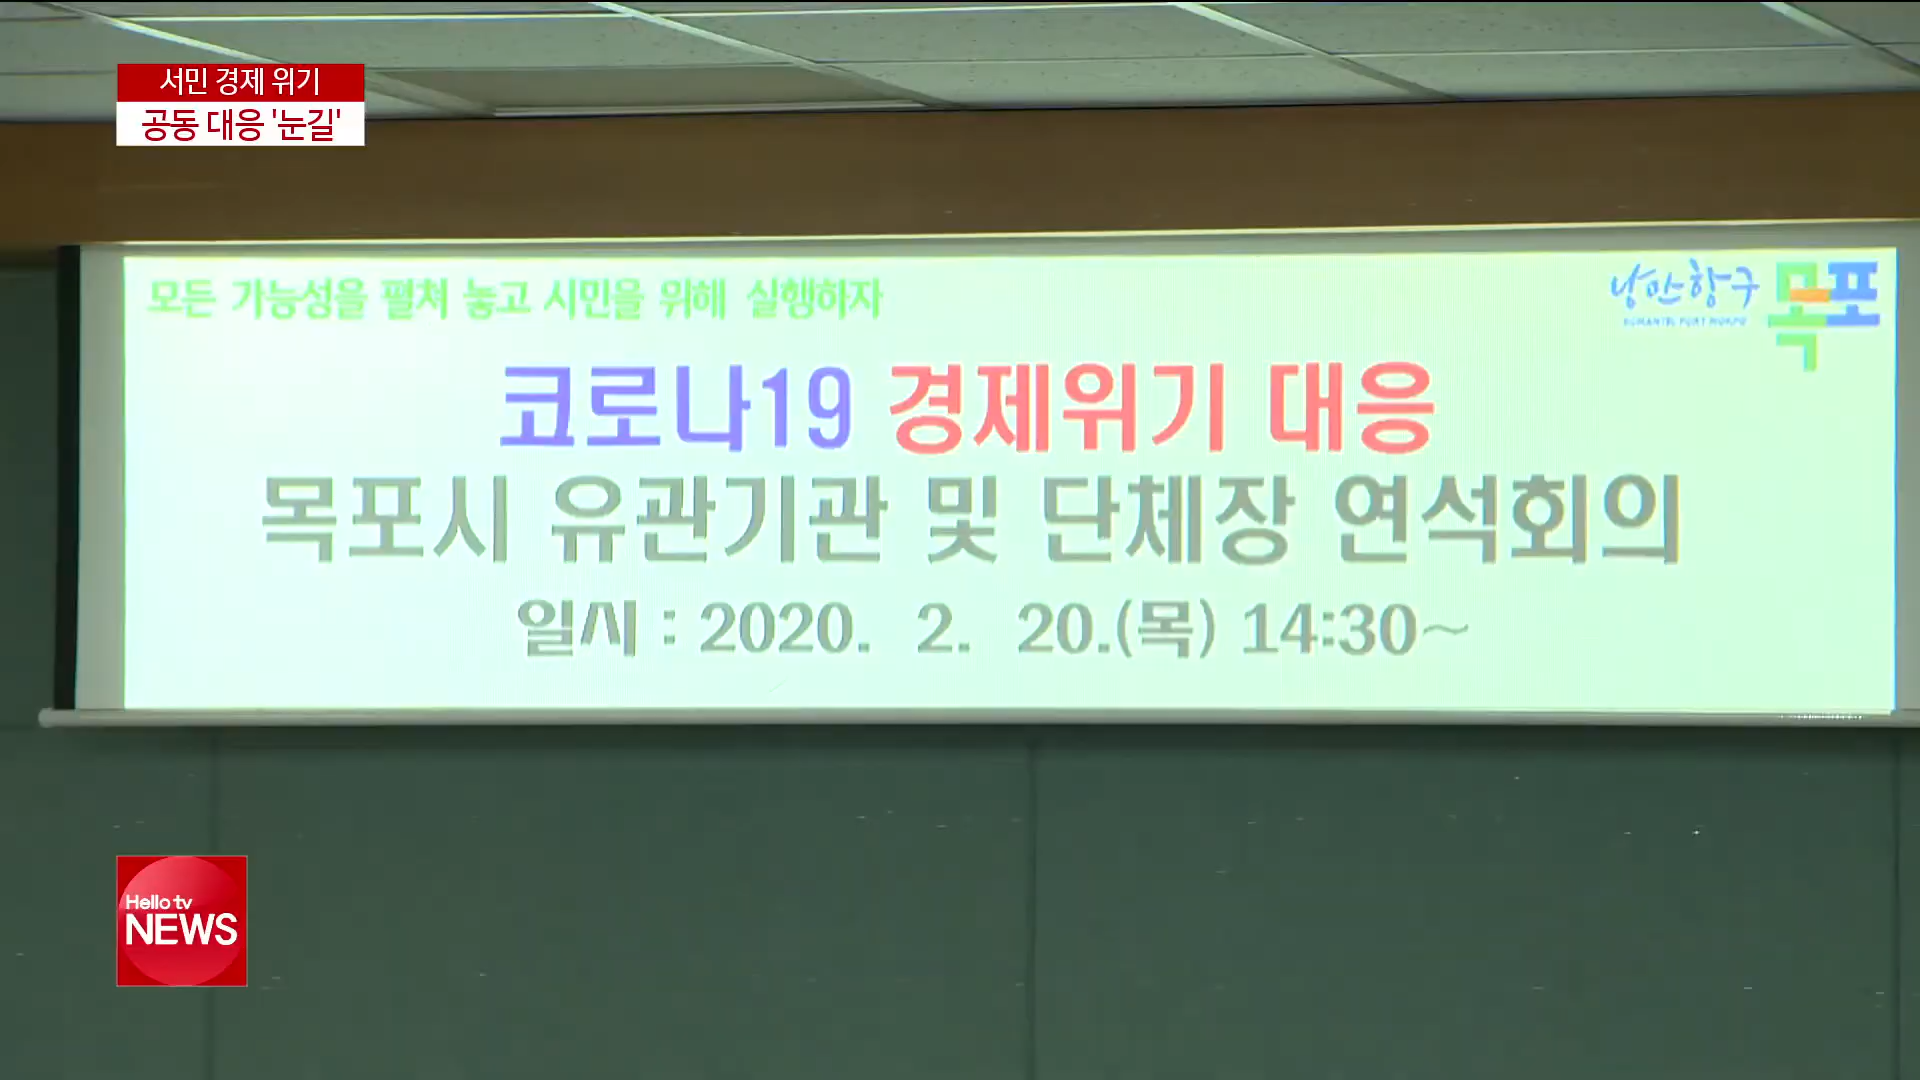 서민 경제 위기
공동 대응 '눈길'
모든 가능성을 펼쳐 놓고 시민을 위해 실행하자
낭만항구 목포
ROMANTIC PORT MOKPO
코로나19 경제위기 대응
목포시 유관기관 및 단체장 연석회의
일시 : 2020. 2. 20.(목) 14:30~
Hello tv
NEWS